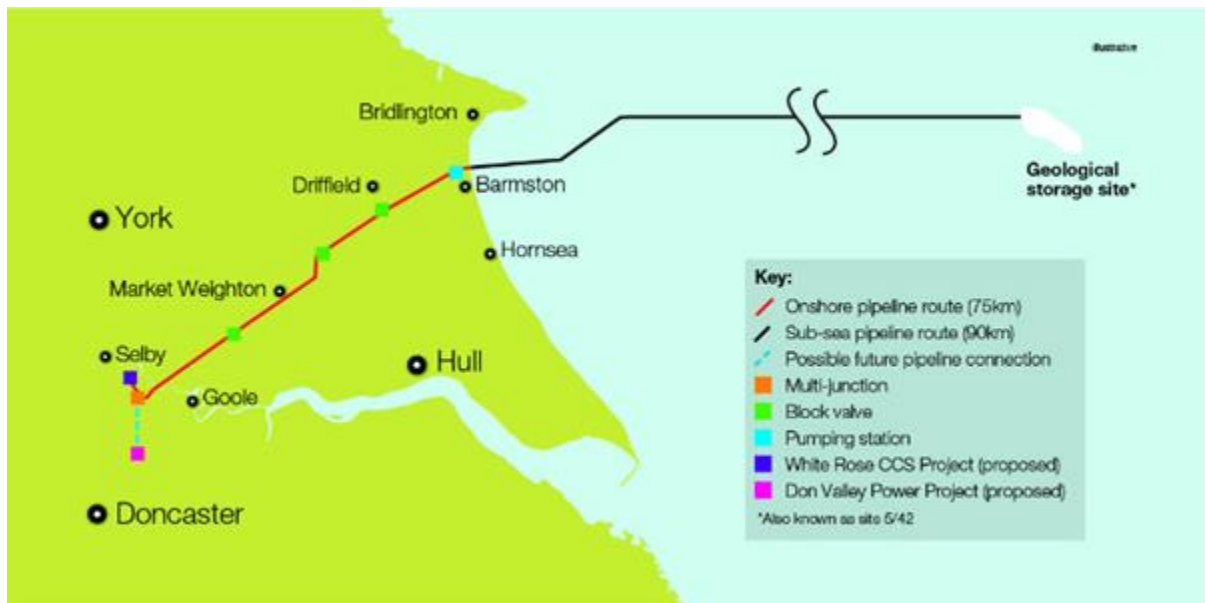 Illustrative
Bridlington
Driffield
Barmston
Geological
storage site*
York
Hornsea
Market Weighton
Key:
Onshore pipeline route (75km)
Sub-sea pipeline route (90km)
Selby
Hull
Possible future pipeline connection
Multi-junction
Goole
Block valve
Pumping station
White Rose CCS Project (proposed)
Don Valley Power Project (proposed)
Doncaster
*Also known as site 5/42